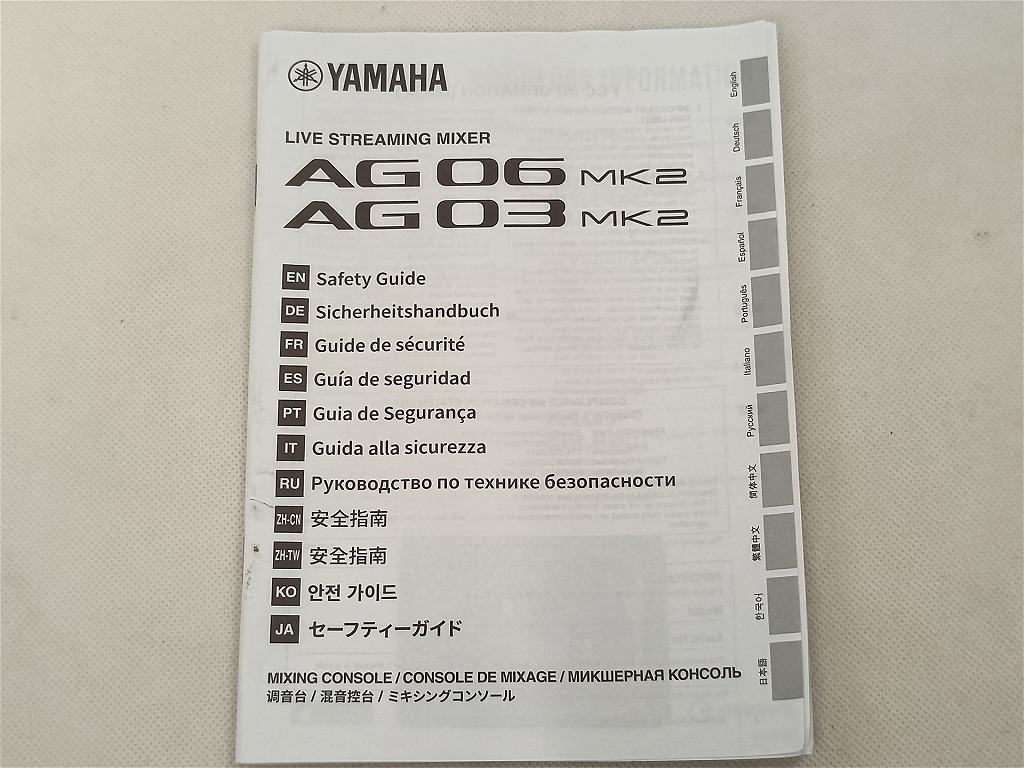 YAMAHA
LIVE STREAMING MIXER
AG 06 MK2
AG 03 MK2
EN Safety Guide
DE Sicherheitshandbuch
FR Guide de sécurité
ES Guía de seguridad
PT Guia de Segurança
IT Guida alla sicurezza
RU Руководство по технике безопасности
ZH-CN 安全指南
ZH-TW 安全指南
KO 안전 가이드
JA セーフティーガイド
MIXING CONSOLE / CONSOLE DE MIXAGE / МИКШЕРНАЯ КОНСОЛЬ
调音台 / 混音控台 / ミキシングコンソール
English
Deutsch
Français
Español
Português
Italiano
Русский
简体中文
繁體中文
한국어
日本語